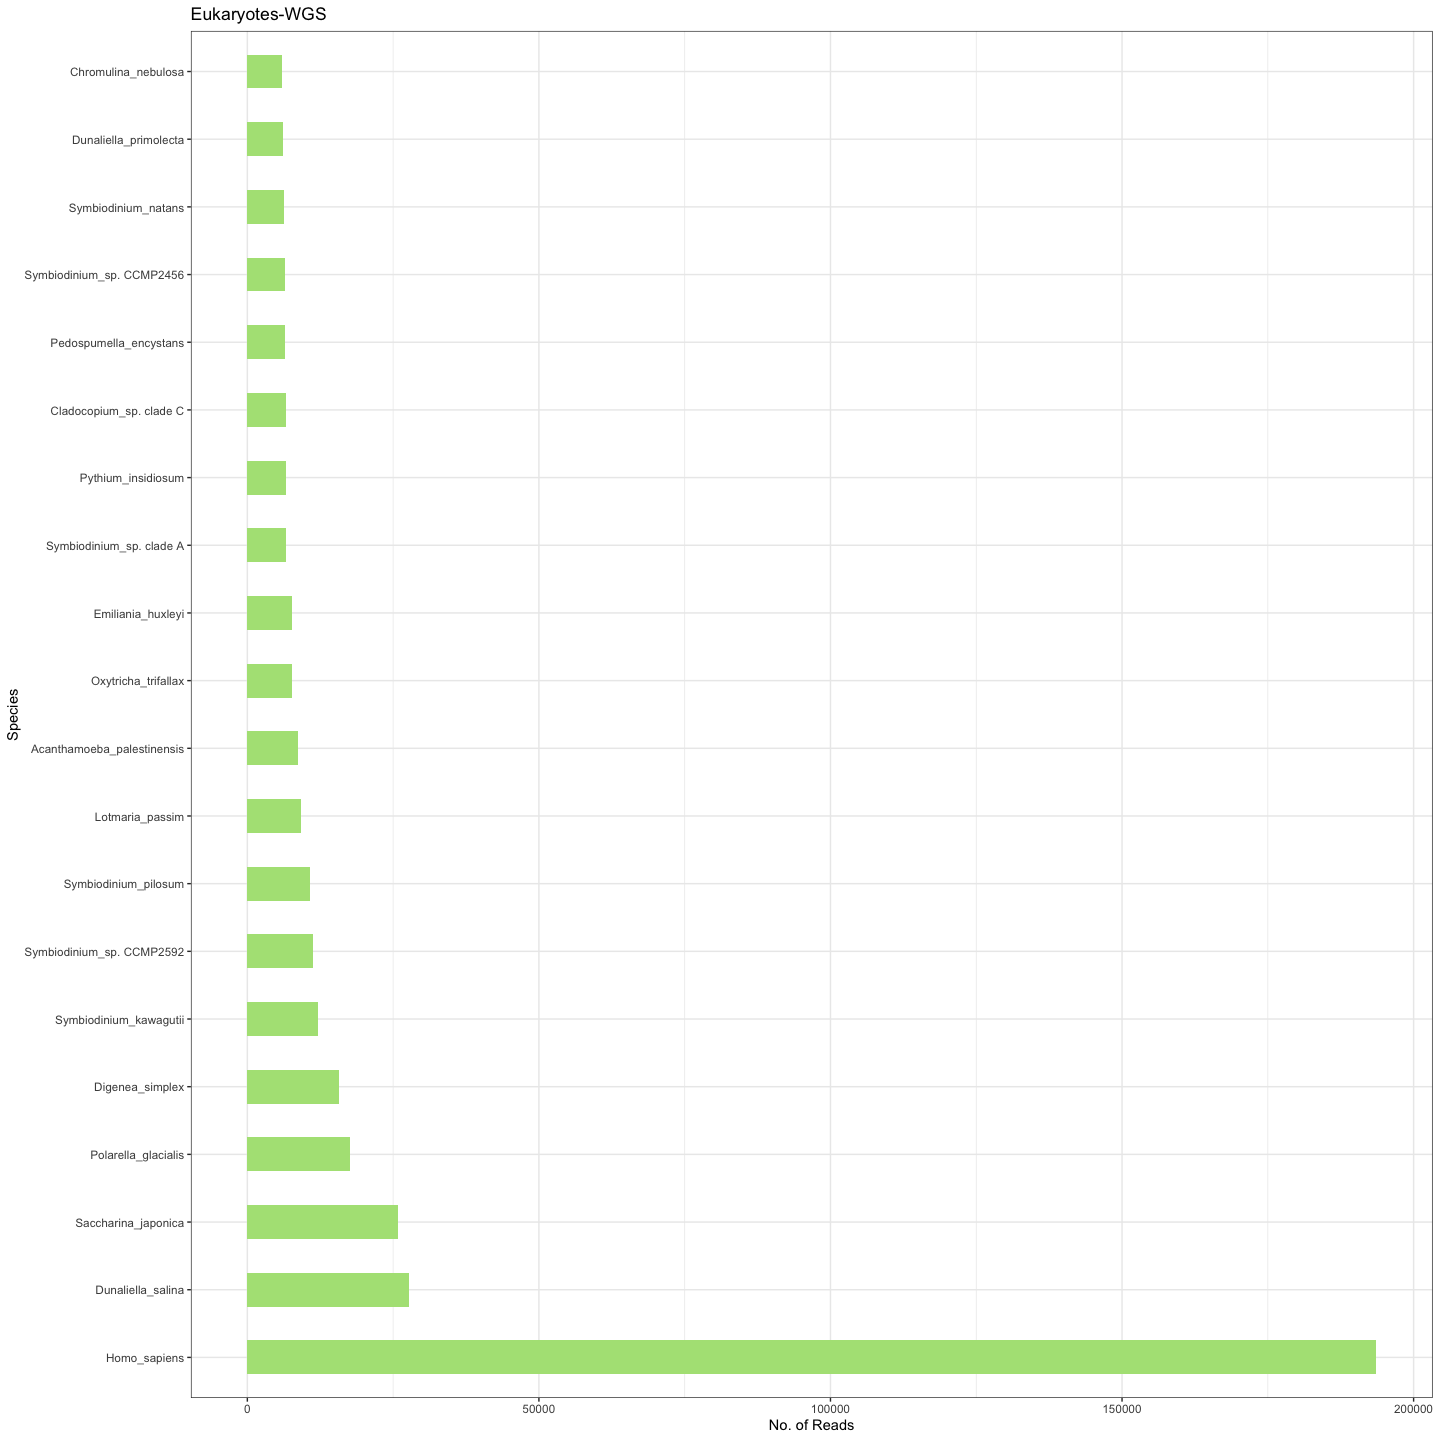 Eukaryotes-WGS
Chromulina_nebulosa
Dunaliella_primolecta
Symbiodinium_natans
Symbiodinium_sp. CCMP2456
Pedospumella_encystans
Cladocopium_sp. clade C
Pythium_insidiosum
Symbiodinium_sp. clade A
Emiliania_huxleyi
Oxytricha_trifallax
Species
Acanthamoeba_palestinensis
Lotmaria_passim
Symbiodinium_pilosum
Symbiodinium_sp. CCMP2592
Symbiodinium_kawagutii
Digenea_simplex
Polarella_glacialis
Saccharina_japonica
Dunaliella_salina
Homo_sapiens
0 50000 100000 150000 200000
No. of Reads